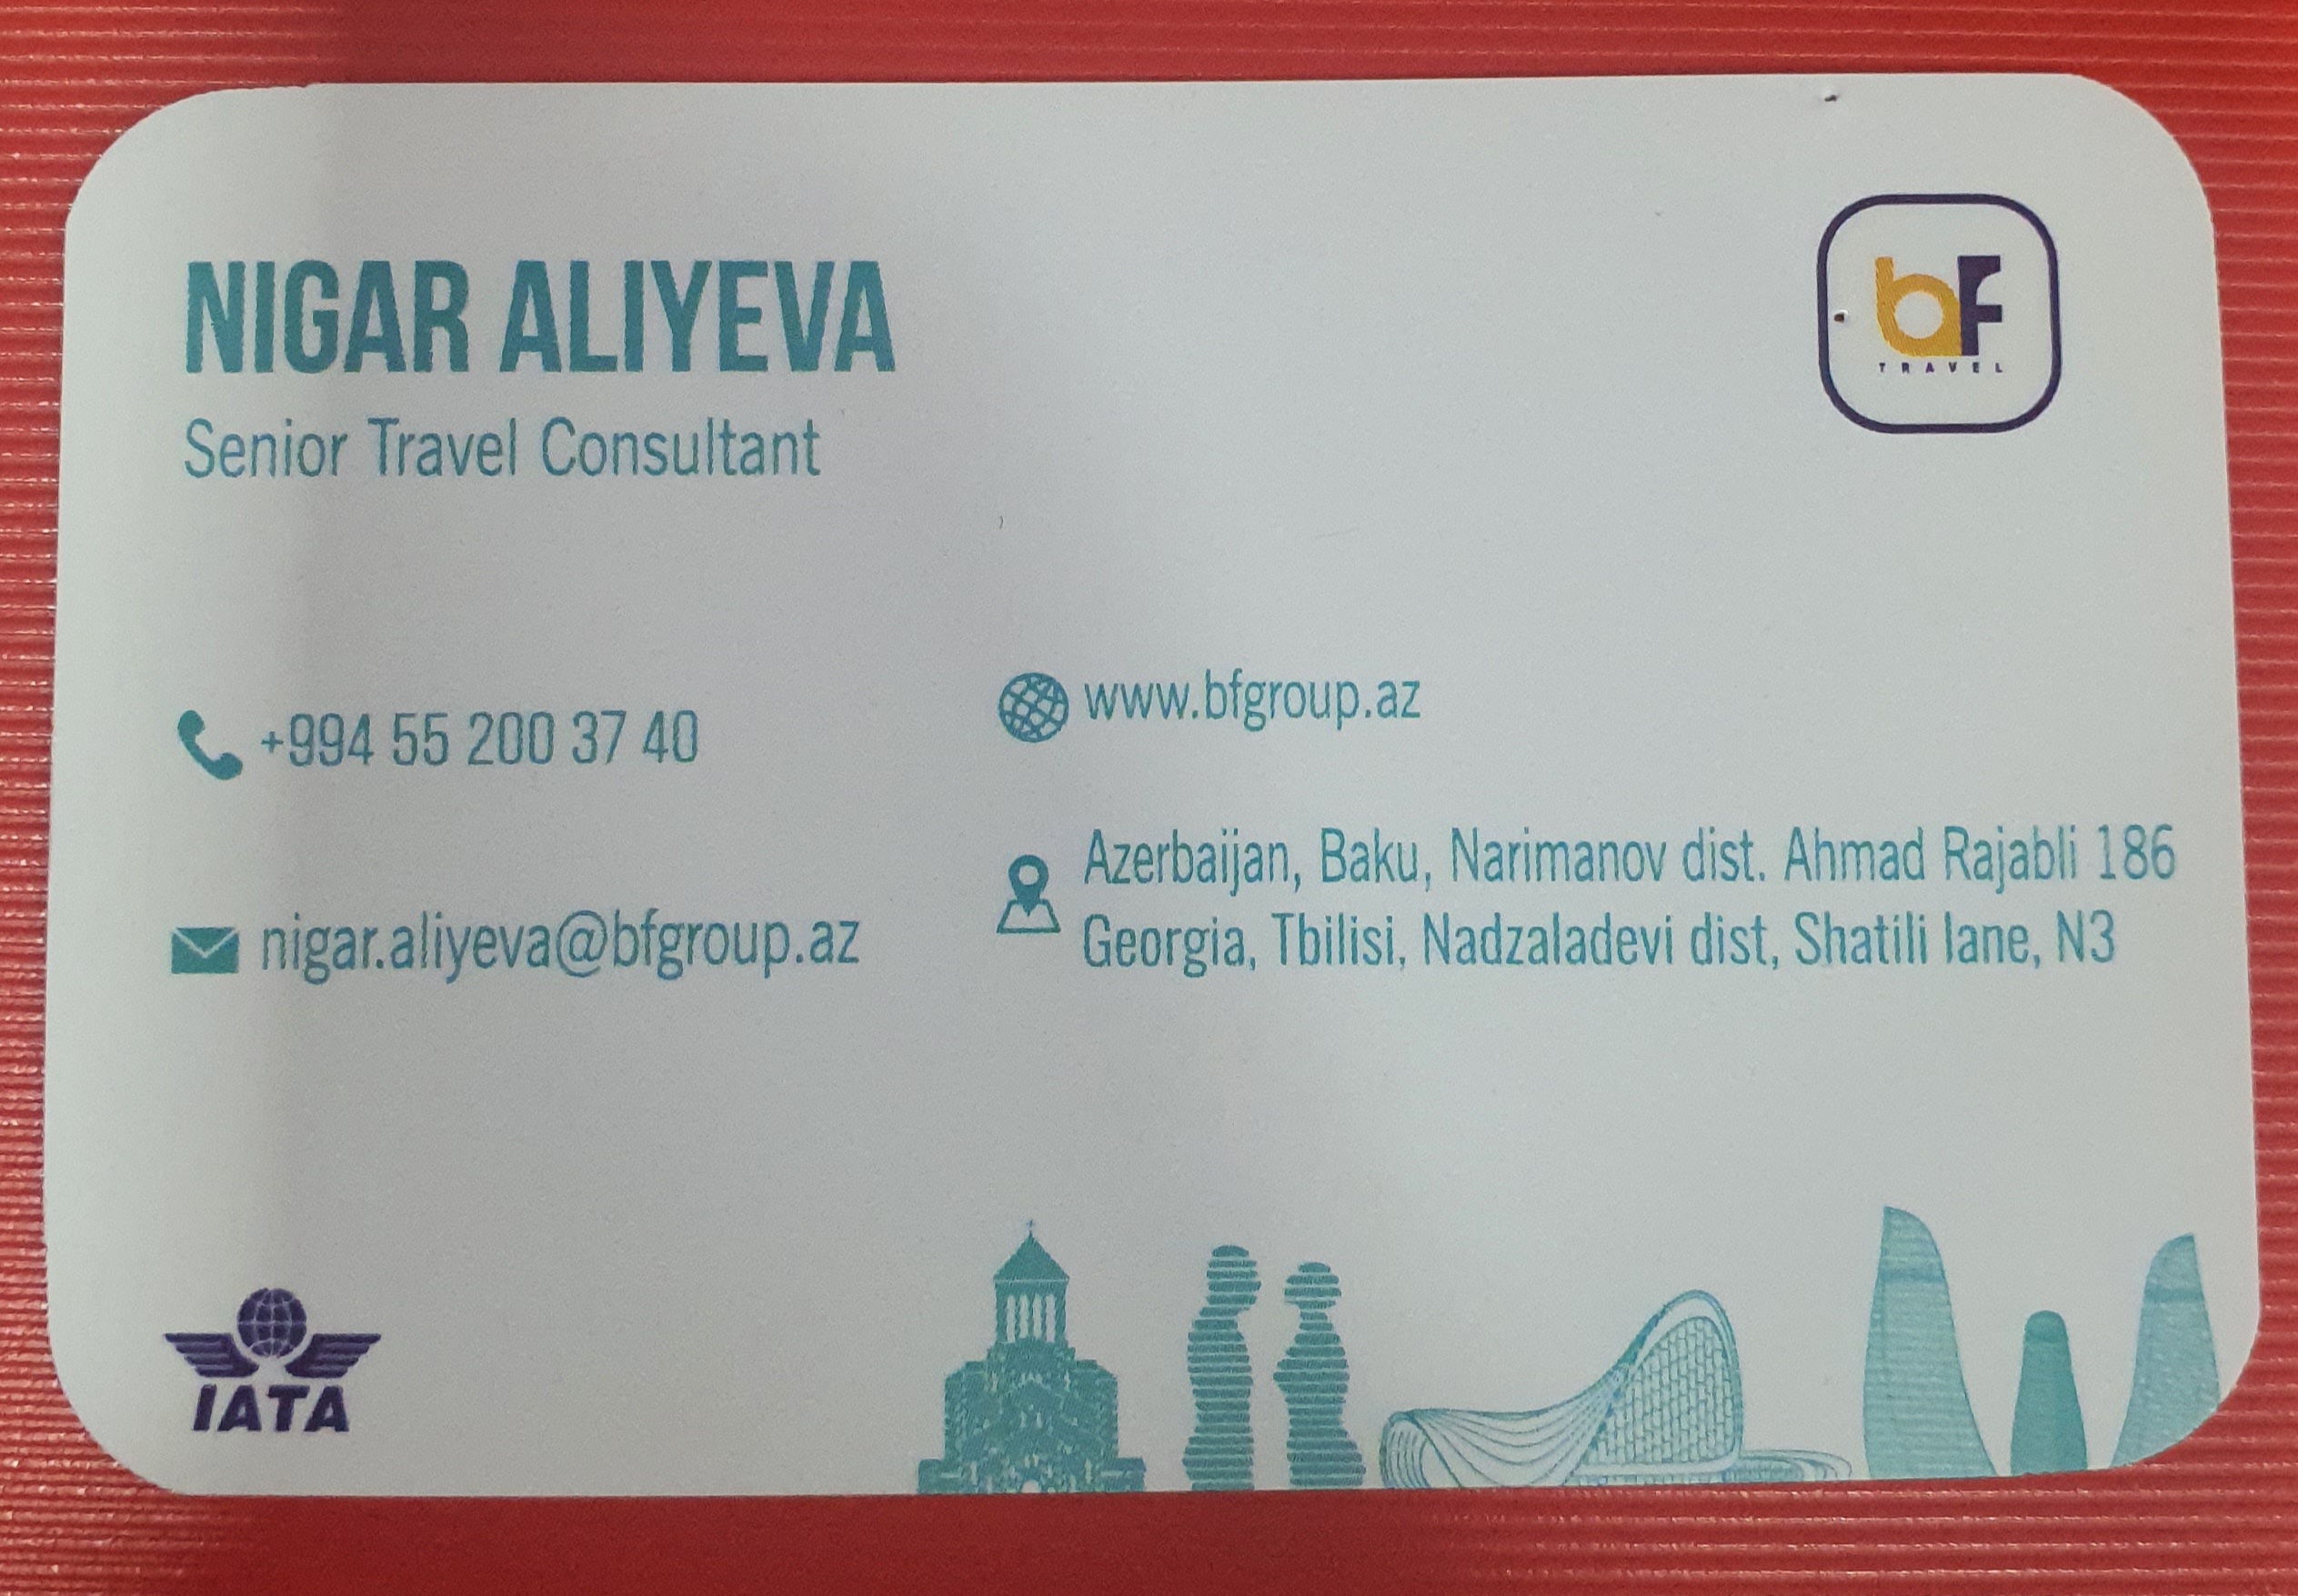 NIGAR ALIYEVA
Senior Travel Consultant
bF
TRAVEL
+994 55 200 37 40
nigar.aliyeva@bfgroup.az
www.bfgroup.az
Azerbaijan, Baku, Narimanov dist. Ahmad Rajabli 186
Georgia, Tbilisi, Nadzaladevi dist, Shatili lane, N3
IATA